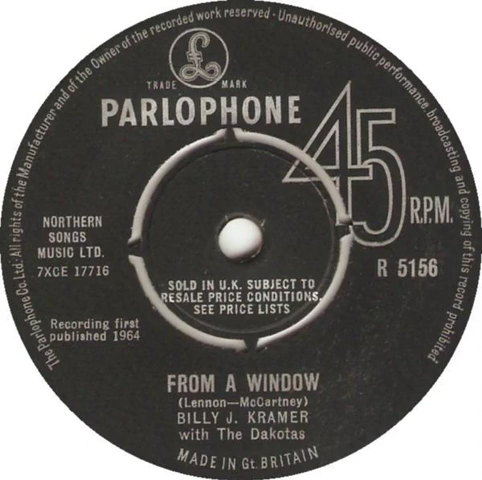 The Parlophone Co.Ltd. All rights of the Manufacturer and of the Owner of the recorded work reserved - Unauthorised public performance, broadcasting and copying of this record prohibited
£
TRADE MARK
PARLOPHONE
45
R.P.M.
NORTHERN
SONGS
MUSIC LTD.
7XCE 17716
R 5156
SOLD IN U.K. SUBJECT TO
RESALE PRICE CONDITIONS,
SEE PRICE LISTS
Recording first
published 1964
FROM A WINDOW
(Lennon—McCartney)
BILLY J. KRAMER
with The Dakotas
MADE IN Gt. BRITAIN